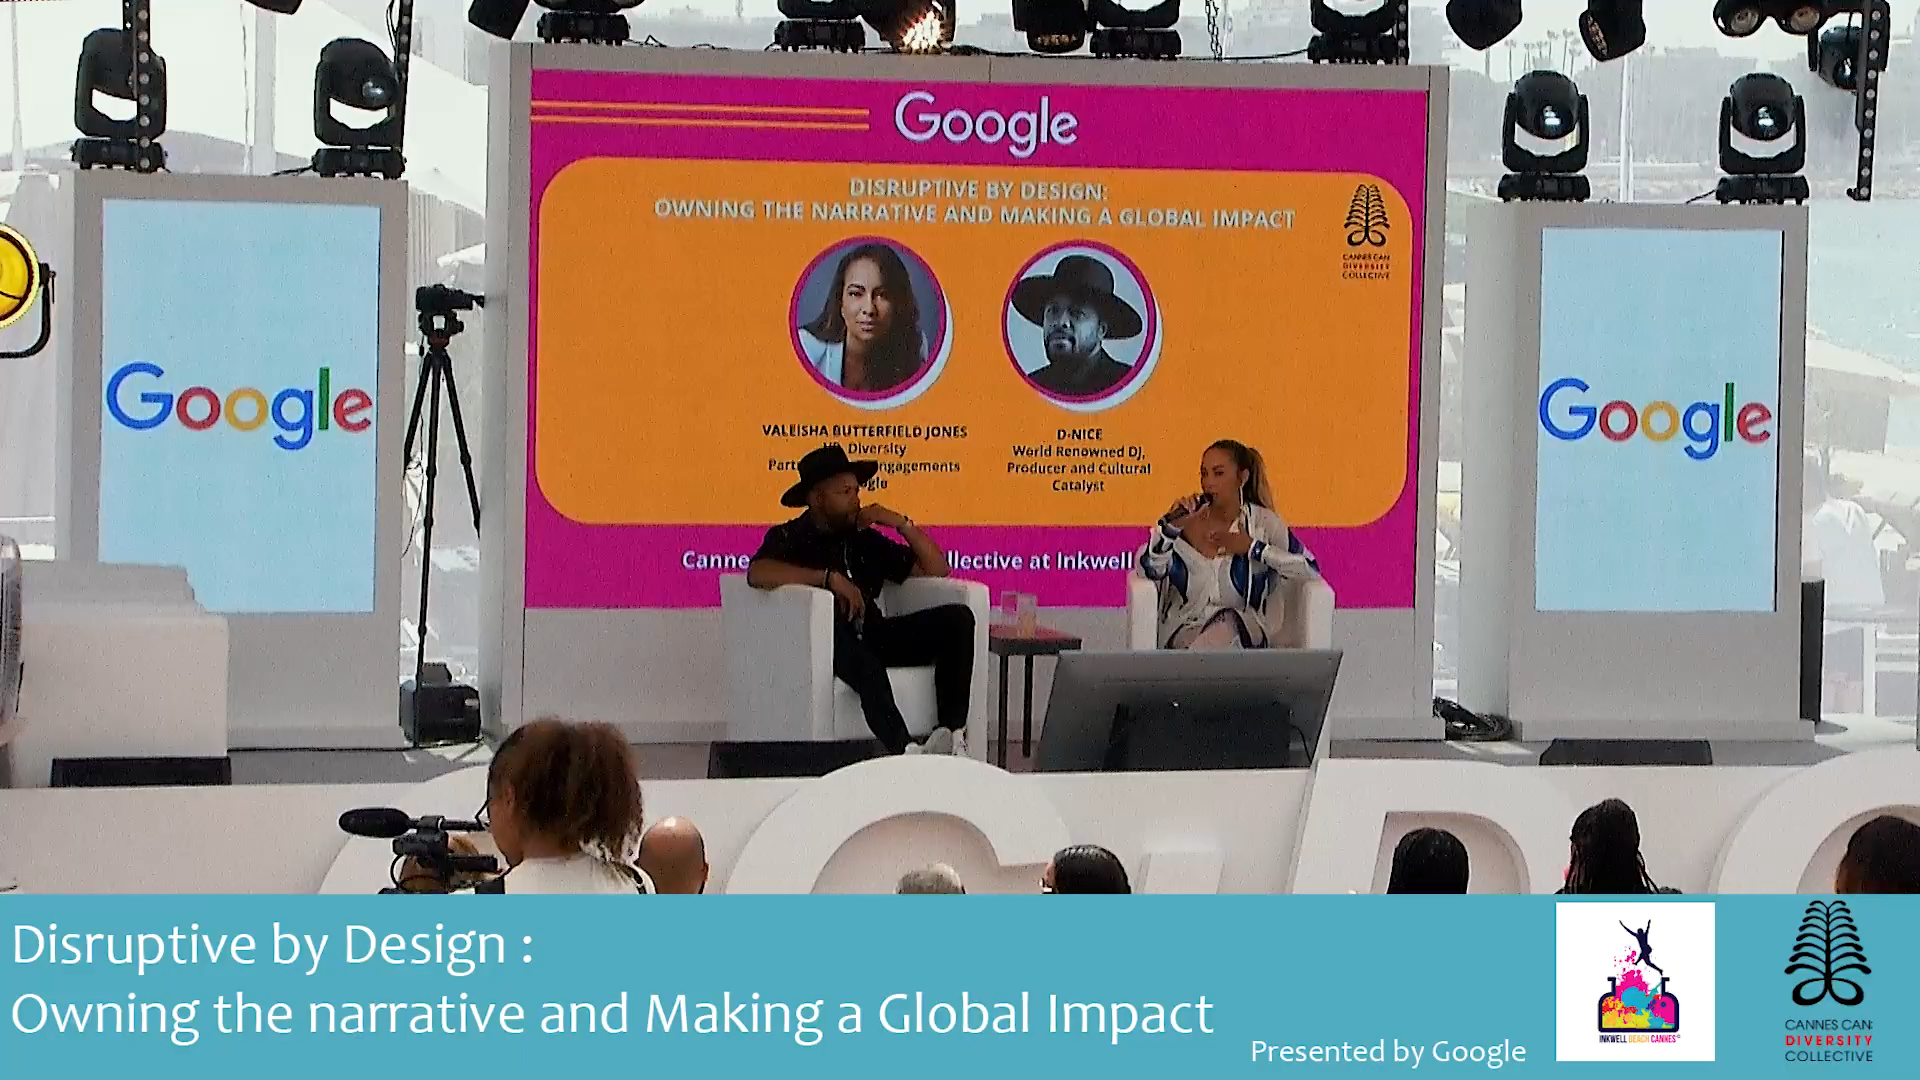 Google
DISRUPTIVE BY DESIGN:
OWNING THE NARRATIVE AND MAKING A GLOBAL IMPACT
CANNES CAN
DIVERSITY
COLLECTIVE
VALEISHA BUTTERFIELD JONES
Diversity
D-NICE
World Renowned DJ,
Producer and Cultural
Catalyst
Canne
llective at Inkwell
Google
Google
Disruptive by Design :
Owning the narrative and Making a Global Impact
Presented by Google
INKWELL BEACH CANNES
CANNES CAN:
DIVERSITY
COLLECTIVE